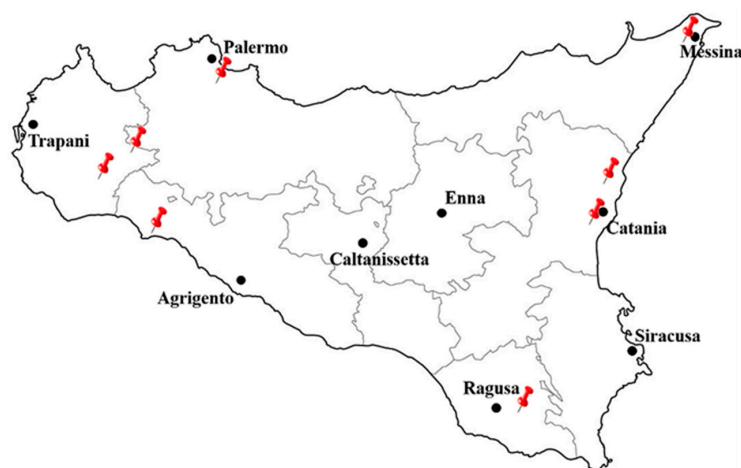 Palermo
Messina
Trapani
Enna
Catania
Caltanissetta
Agrigento
Siracusa
Ragusa